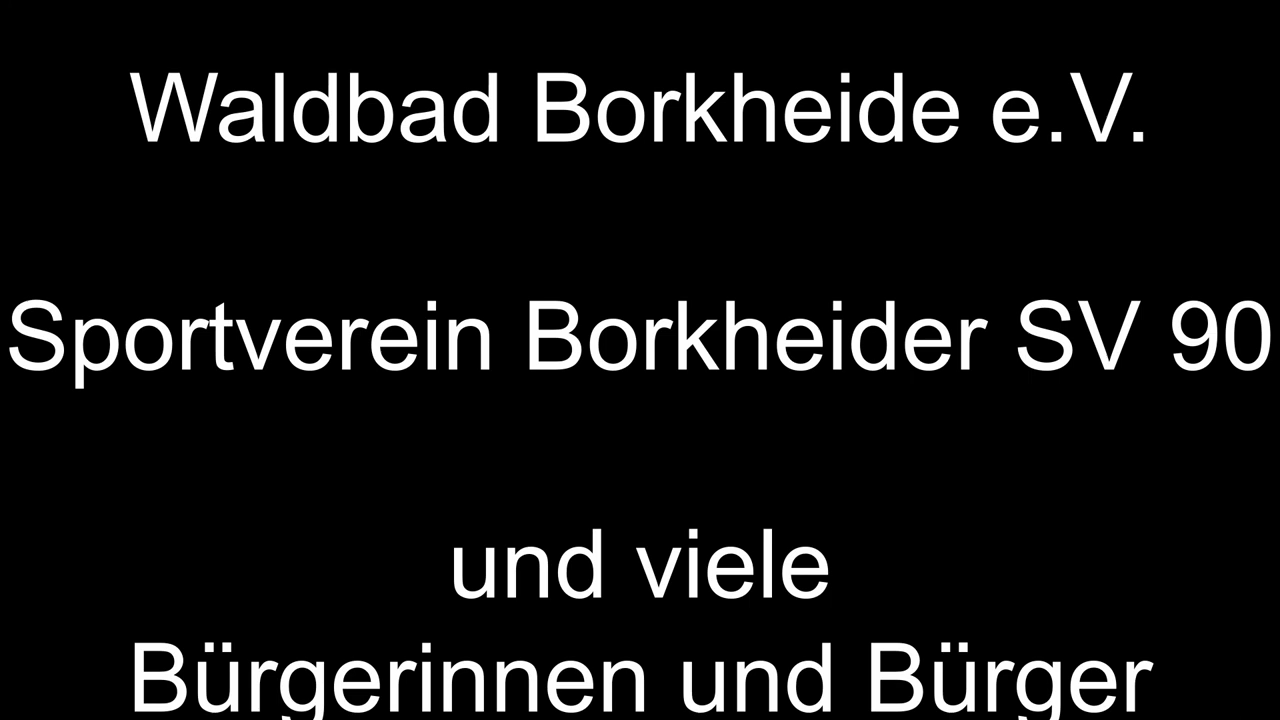 Waldbad Borkheide e.V.
Sportverein Borkheider SV 90
und viele
Bürgerinnen und Bürger